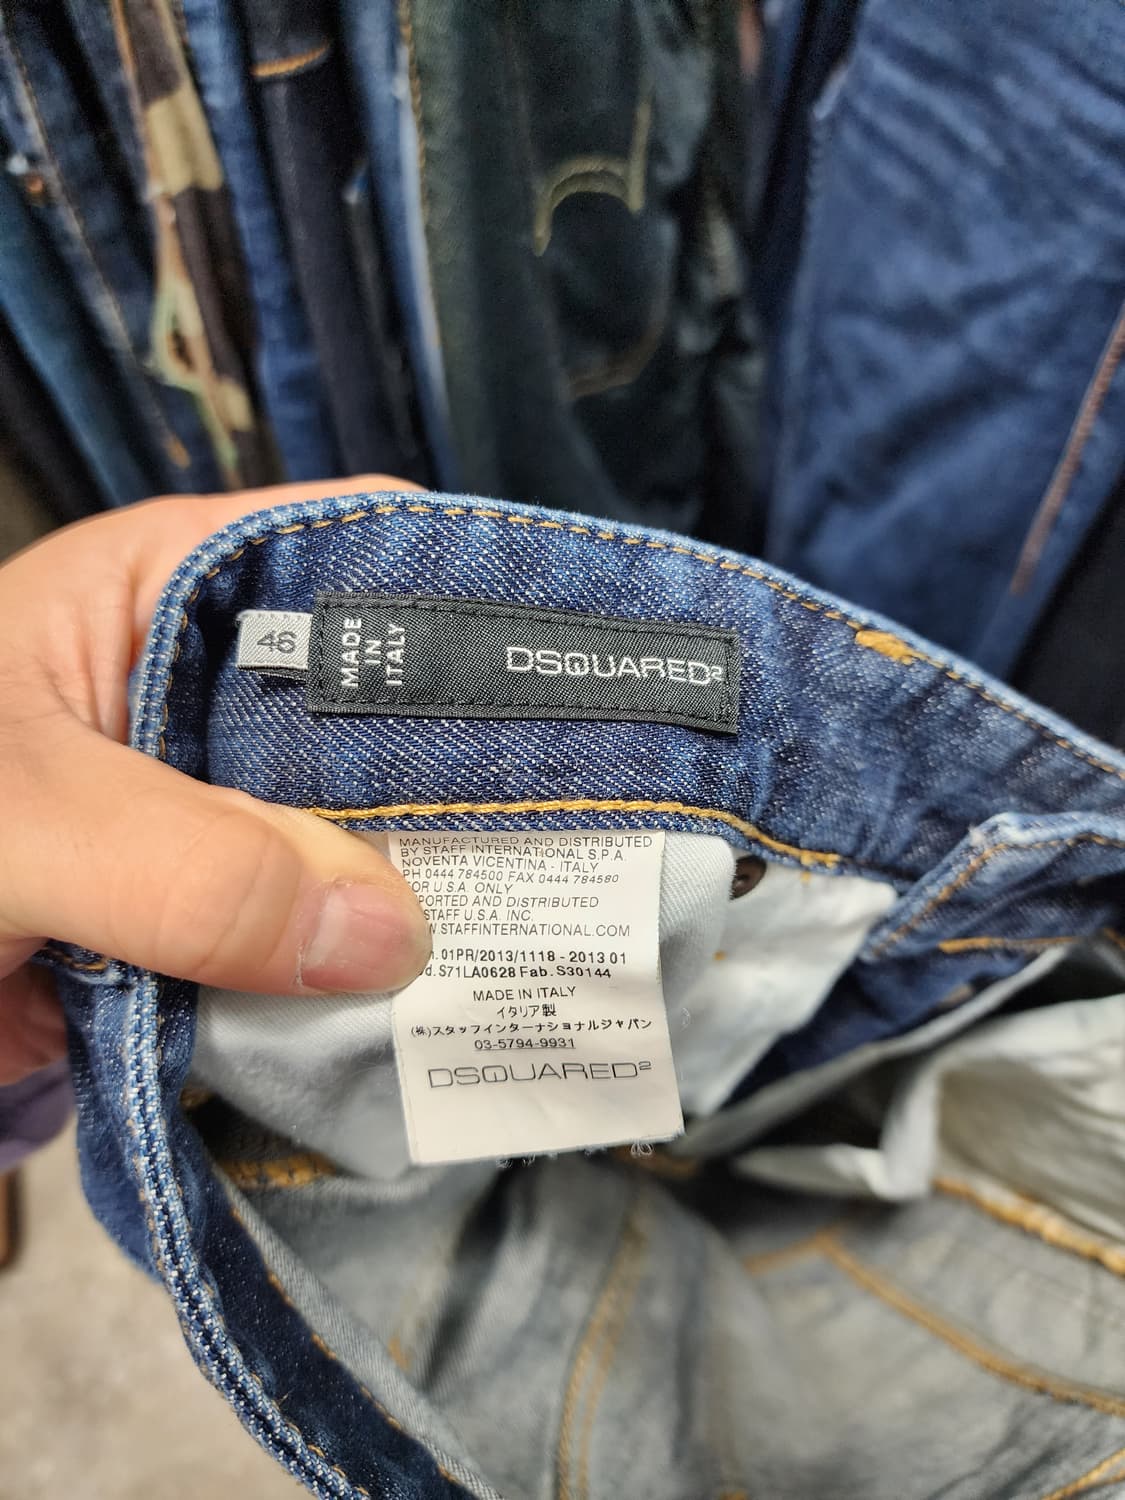 46
MADE
IN
ITALY
DSQUARED2
MANUFACTURED AND DISTRIBUTED
BY STAFF INTERNATIONAL S.P.A.
NOVENTA VICENTINA - ITALY
PH 0444 784500 FAX 0444 784580
FOR U.S.A. ONLY
PORTED AND DISTRIBUTED
STAFF U.S.A. INC.
W.STAFFINTERNATIONAL.COM
. 01PR/2013/1118 - 2013 01
d. S71LA0628 Fab. S30144
MADE IN ITALY
イタリア製
(株)スタッフインターナショナルジャパン
03-5794-9931
DSQUARED2